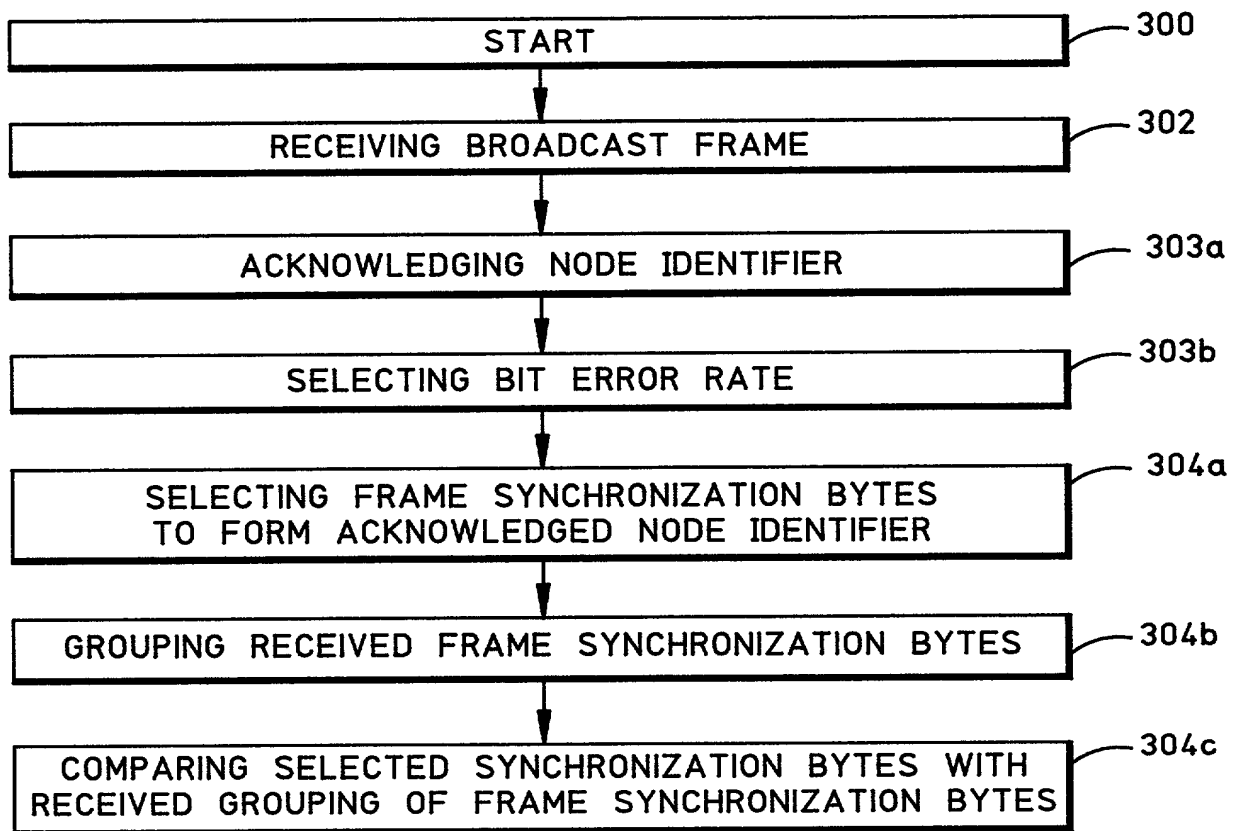 START
300
RECEIVING BROADCAST FRAME
302
ACKNOWLEDGING NODE IDENTIFIER
303a
SELECTING BIT ERROR RATE
303b
SELECTING FRAME SYNCHRONIZATION BYTES
TO FORM ACKNOWLEDGED NODE IDENTIFIER
304a
GROUPING RECEIVED FRAME SYNCHRONIZATION BYTES
304b
COMPARING SELECTED SYNCHRONIZATION BYTES WITH
RECEIVED GROUPING OF FRAME SYNCHRONIZATION BYTES
304c